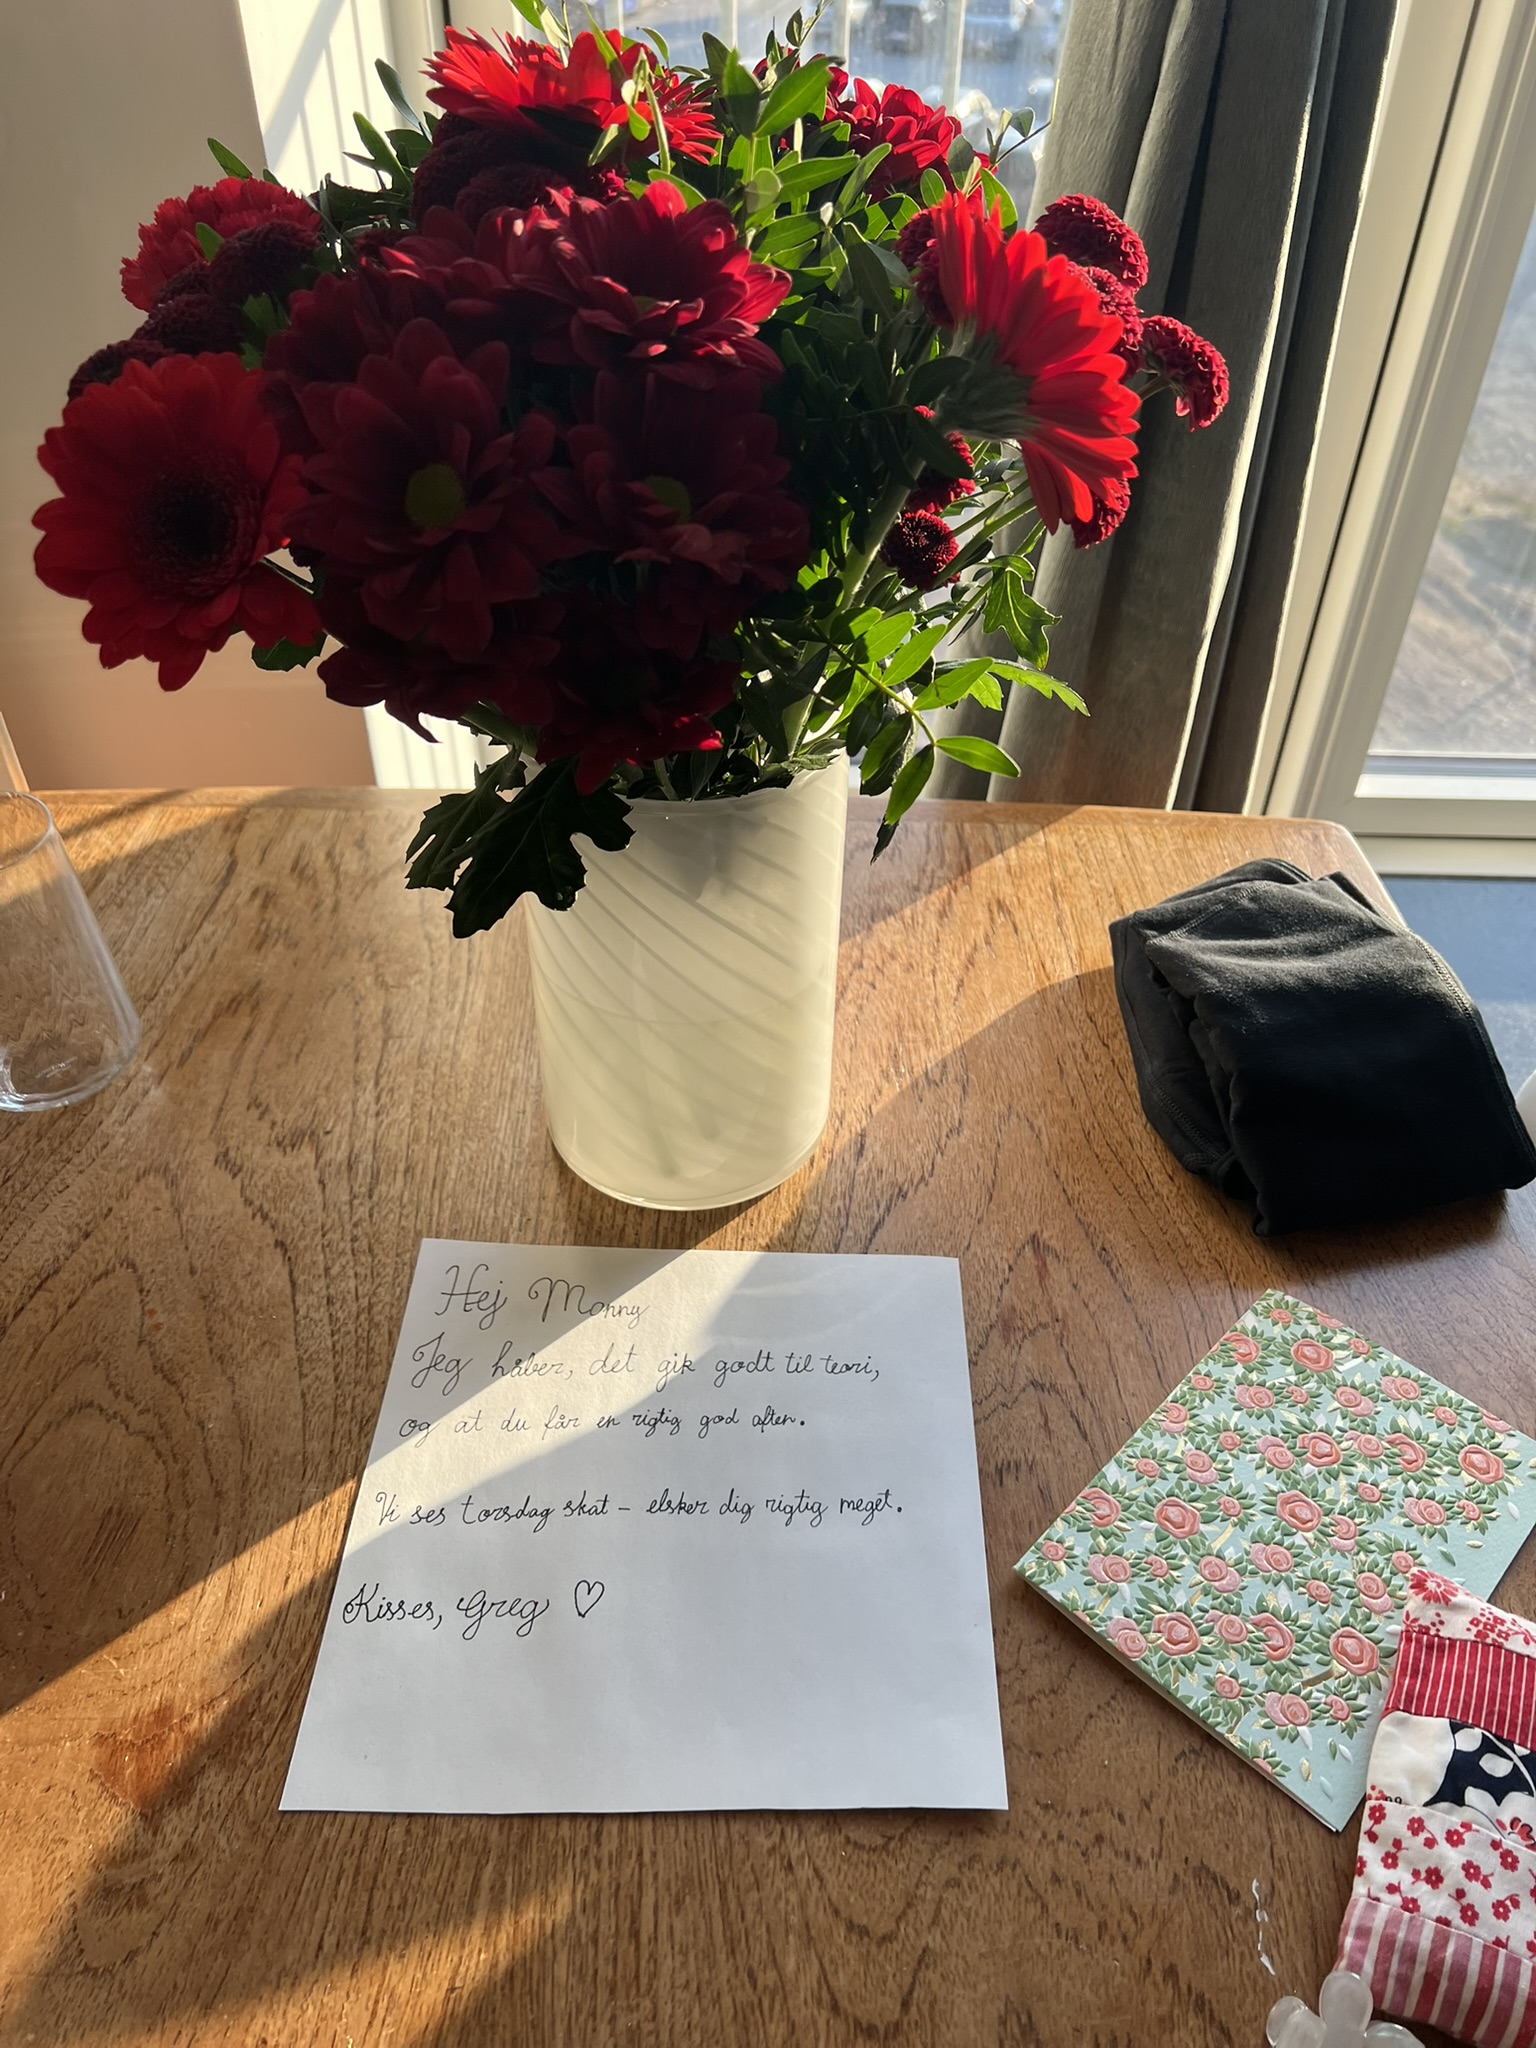 Hej Monny
Jeg håber, det gik godt til teori,
og at du får en rigtig god aften.
Vi ses torsdag skat – elsker dig rigtig meget.
Kisses, Greg ♡